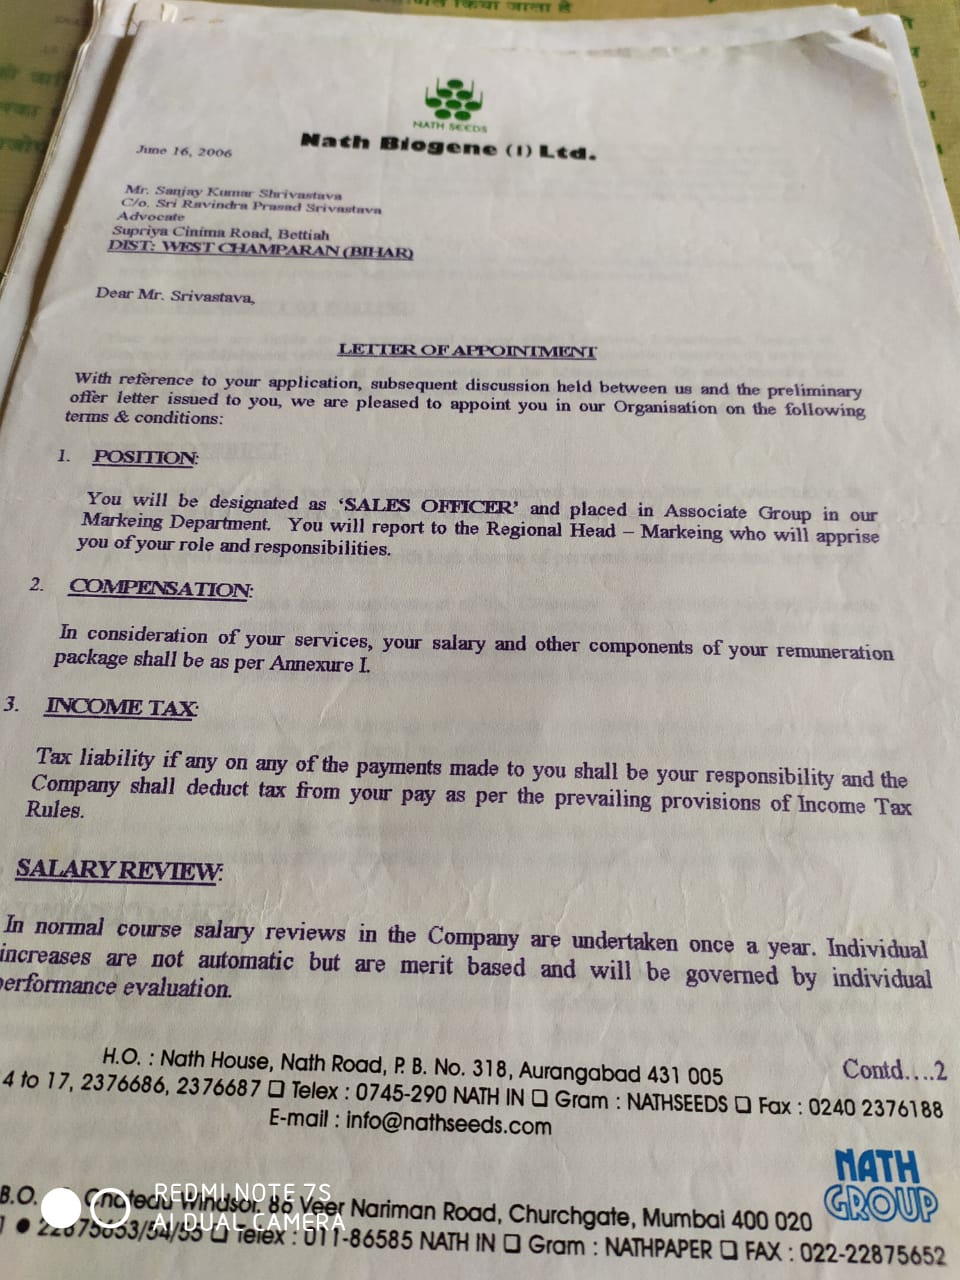 किया जाता है
NATH SEEDS
Nath Biogene (I) Ltd.
June 16, 2006
Mr. Sanjay Kumar Shrivastava
C/o. Sri Ravindra Prasad Srivastava
Advocate
Supriya Cinima Road, Bettiah
DIST: WEST CHAMPARAN (BIHAR)
Dear Mr. Srivastava,
LETTER OF APPOINTMENT
With reference to your application, subsequent discussion held between us and the preliminary
offer letter issued to you, we are pleased to appoint you in our Organisation on the following
terms & conditions:
1. POSITION:
You will be designated as ‘SALES OFFICER’ and placed in Associate Group in our
Markeing Department. You will report to the Regional Head – Markeing who will apprise
you of your role and responsibilities.
2. COMPENSATION:
In consideration of your services, your salary and other components of your remuneration
package shall be as per Annexure I.
3. INCOME TAX:
Tax liability if any on any of the payments made to you shall be your responsibility and the
Company shall deduct tax from your pay as per the prevailing provisions of Income Tax
Rules.
SALARY REVIEW:
In normal course salary reviews in the Company are undertaken once a year. Individual
increases are not automatic but are merit based and will be governed by individual
performance evaluation.
Contd....2
H.O. : Nath House, Nath Road, P. B. No. 318, Aurangabad 431 005
4 to 17, 2376686, 2376687 ❏ Telex : 0745-290 NATH IN ❏ Gram : NATHSEEDS ❏ Fax : 0240 2376188
E-mail : info@nathseeds.com
NATH
GROUP
B.O. Windsor, 86 Veer Nariman Road, Churchgate, Mumbai 400 020
● 22875653/54/55 ❏ Telex : 011-86585 NATH IN ❏ Gram : NATHPAPER ❏ FAX : 022-22875652
REDMI NOTE 7S
AI DUAL CAMERA